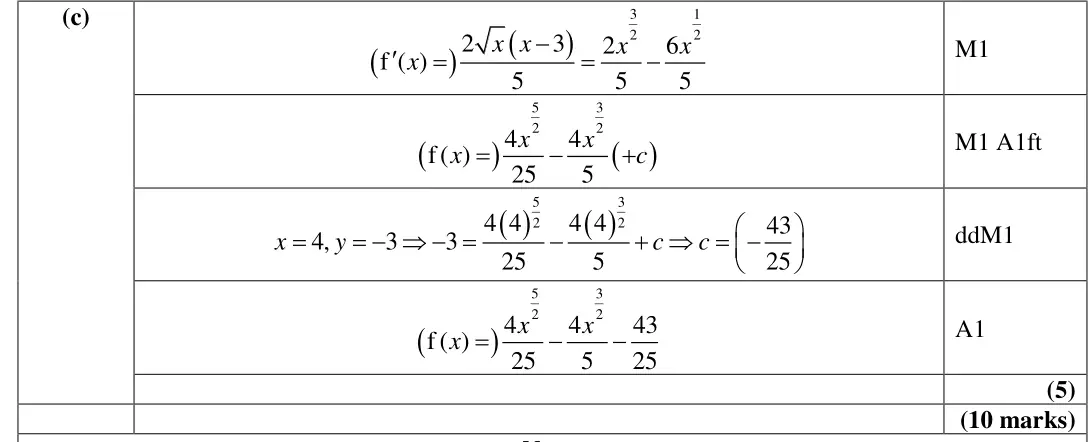 (c) (f′(x)=) 2√x(x−3)/5 = 2x^(3/2)/5 − 6x^(1/2)/5 M1
(f(x)=) 4x^(5/2)/25 − 4x^(3/2)/5 (+c) M1 A1ft
x = 4, y = −3 ⇒ −3 = 4(4)^(5/2)/25 − 4(4)^(3/2)/5 + c ⇒ c = (−43/25) ddM1
(f(x)=) 4x^(5/2)/25 − 4x^(3/2)/5 − 43/25 A1
(5)
(10 marks)